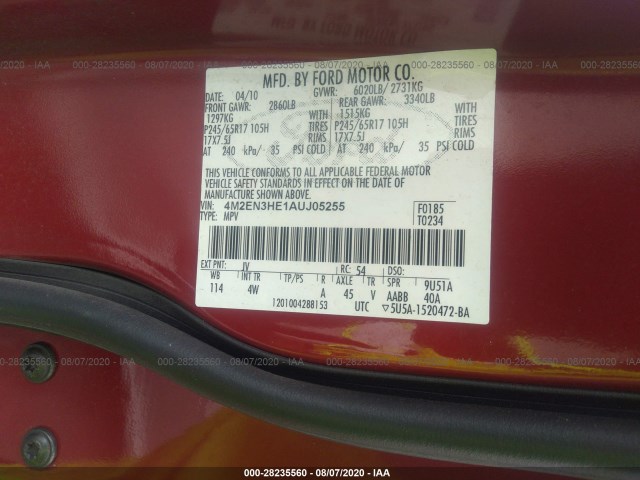 MFD. BY FORD MOTOR CO.
DATE: 04/10 GVWR: 6020LB/ 2731KG
FRONT GAWR: 2860LB REAR GAWR: 3340LB
1297KG 1515KG
P245/65R17 105H TIRES P245/65R17 105H TIRES
17X7.5J RIMS 17X7.5J RIMS
AT 240 kPa/ 35 PSI COLD AT 240 kPa/ 35 PSI COLD
THIS VEHICLE CONFORMS TO ALL APPLICABLE FEDERAL MOTOR
VEHICLE SAFETY STANDARDS IN EFFECT ON THE DATE OF
MANUFACTURE SHOWN ABOVE.
VIN: 4M2EN3HE1AUJ05255 F0185
TYPE: MPV T0234
EXT PNT: JV RC: 54 DSO:
WB INT TR TP/PS R AXLE TR SPR 9U51A
114 4W A 45 V AABB 40A
1201004288153 UTC ▽5U5A-1520472-BA
000-28235560 - 08/07/2020 - IAA